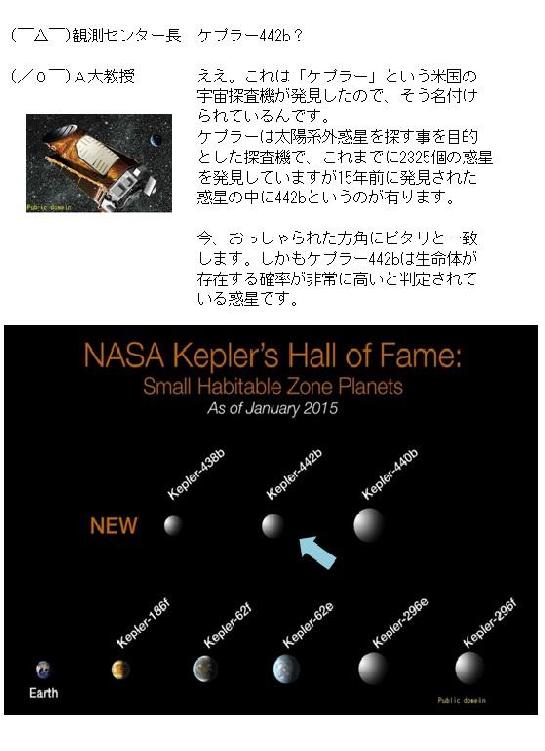 (￣△￣)観測センター長　ケプラー442b？
(／０￣)Ａ大教授　ええ。これは「ケプラー」という米国の
宇宙探査機が発見したので、そう名付け
られているんです。
ケプラーは太陽系外惑星を探す事を目的
とした探査機で、これまでに2325個の惑星
を発見していますが15年前に発見された
惑星の中に442bというのが有ります。
Public domain
今、おっしゃられた方角にピタリと一致
します。しかもケプラー442bは生命体が
存在する確率が非常に高いと判定されて
いる惑星です。
NASA Kepler's Hall of Fame:
Small Habitable Zone Planets
As of January 2015
Kepler-438b
Kepler-442b
Kepler-440b
NEW
Kepler-186f
Kepler-62f
Kepler-62e
Kepler-296e
Kepler-296f
Earth
Public domain